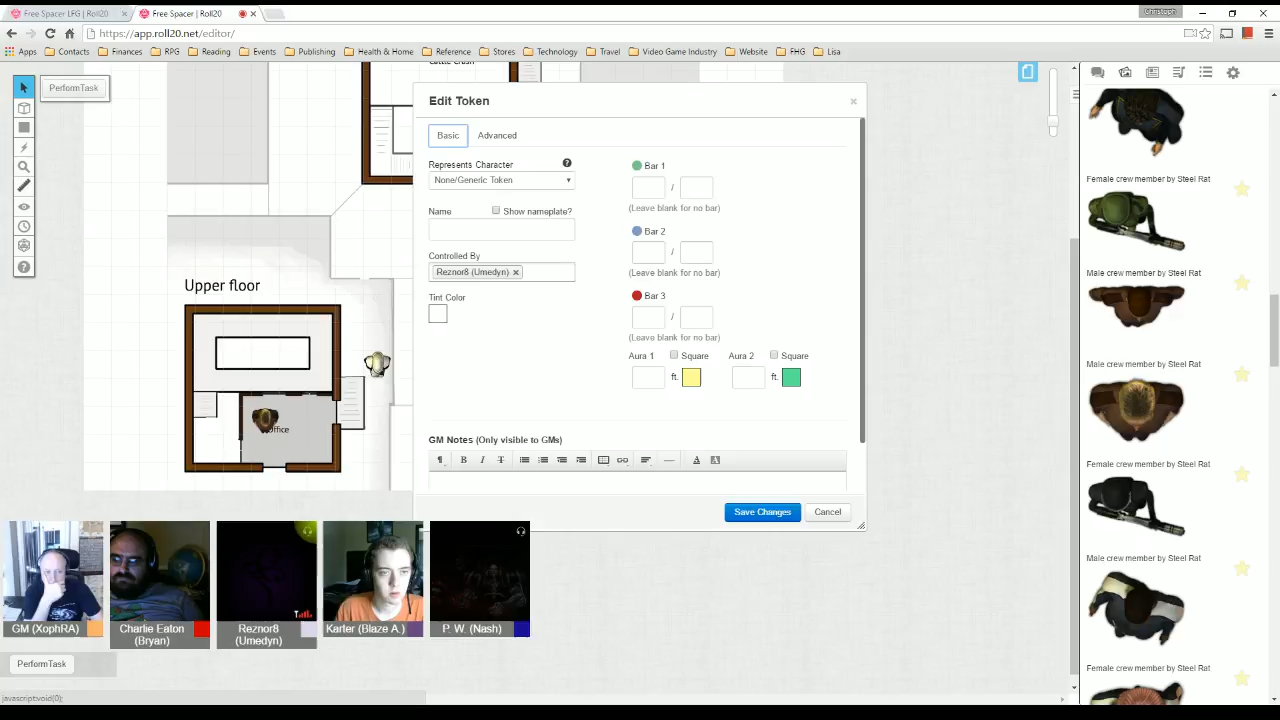 Free Spacer LFG | Roll20
Free Spacer | Roll20
Christoph
https://app.roll20.net/editor/
Apps Contacts Finances RPG Reading Events Publishing Health & Home Reference Stores Technology Travel Video Game Industry Website FHG Lisa
PerformTask
Edit Token
Basic Advanced
Represents Character
None/Generic Token
Name Show nameplate?
Controlled By
Reznor8 (Umedyn)
Tint Color
Bar 1
/
(Leave blank for no bar)
Bar 2
/
(Leave blank for no bar)
Bar 3
/
(Leave blank for no bar)
Aura 1 Square Aura 2 Square
ft. ft.
GM Notes (Only visible to GMs)
Save Changes Cancel
Upper floor
Office
Female crew member by Steel Rat
Male crew member by Steel Rat
Male crew member by Steel Rat
Female crew member by Steel Rat
Male crew member by Steel Rat
Female crew member by Steel Rat
GM (XophRA)
Charlie Eaton
(Bryan)
Reznor8
(Umedyn)
Karter (Blaze A.)
P. W. (Nash)
PerformTask
javascript:void(0);